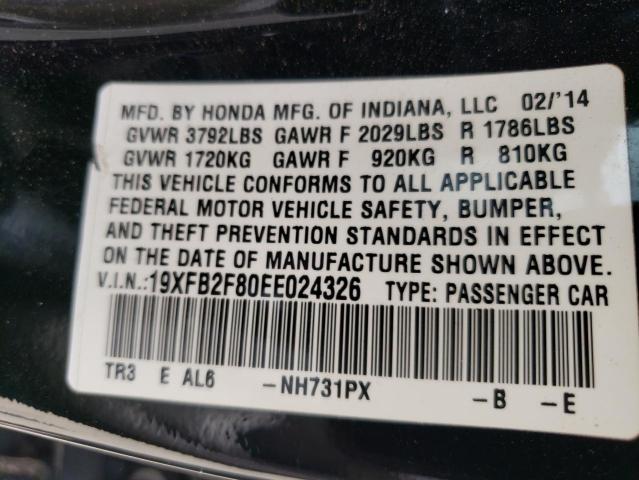 MFD. BY HONDA MFG. OF INDIANA, LLC 02/'14
GVWR 3792LBS GAWR F 2029LBS R 1786LBS
GVWR 1720KG GAWR F 920KG R 810KG
THIS VEHICLE CONFORMS TO ALL APPLICABLE
FEDERAL MOTOR VEHICLE SAFETY, BUMPER,
AND THEFT PREVENTION STANDARDS IN EFFECT
ON THE DATE OF MANUFACTURE SHOWN ABOVE.
V.I.N.:19XFB2F80EE024326 TYPE: PASSENGER CAR
TR3 E AL6 -NH731PX -B -E